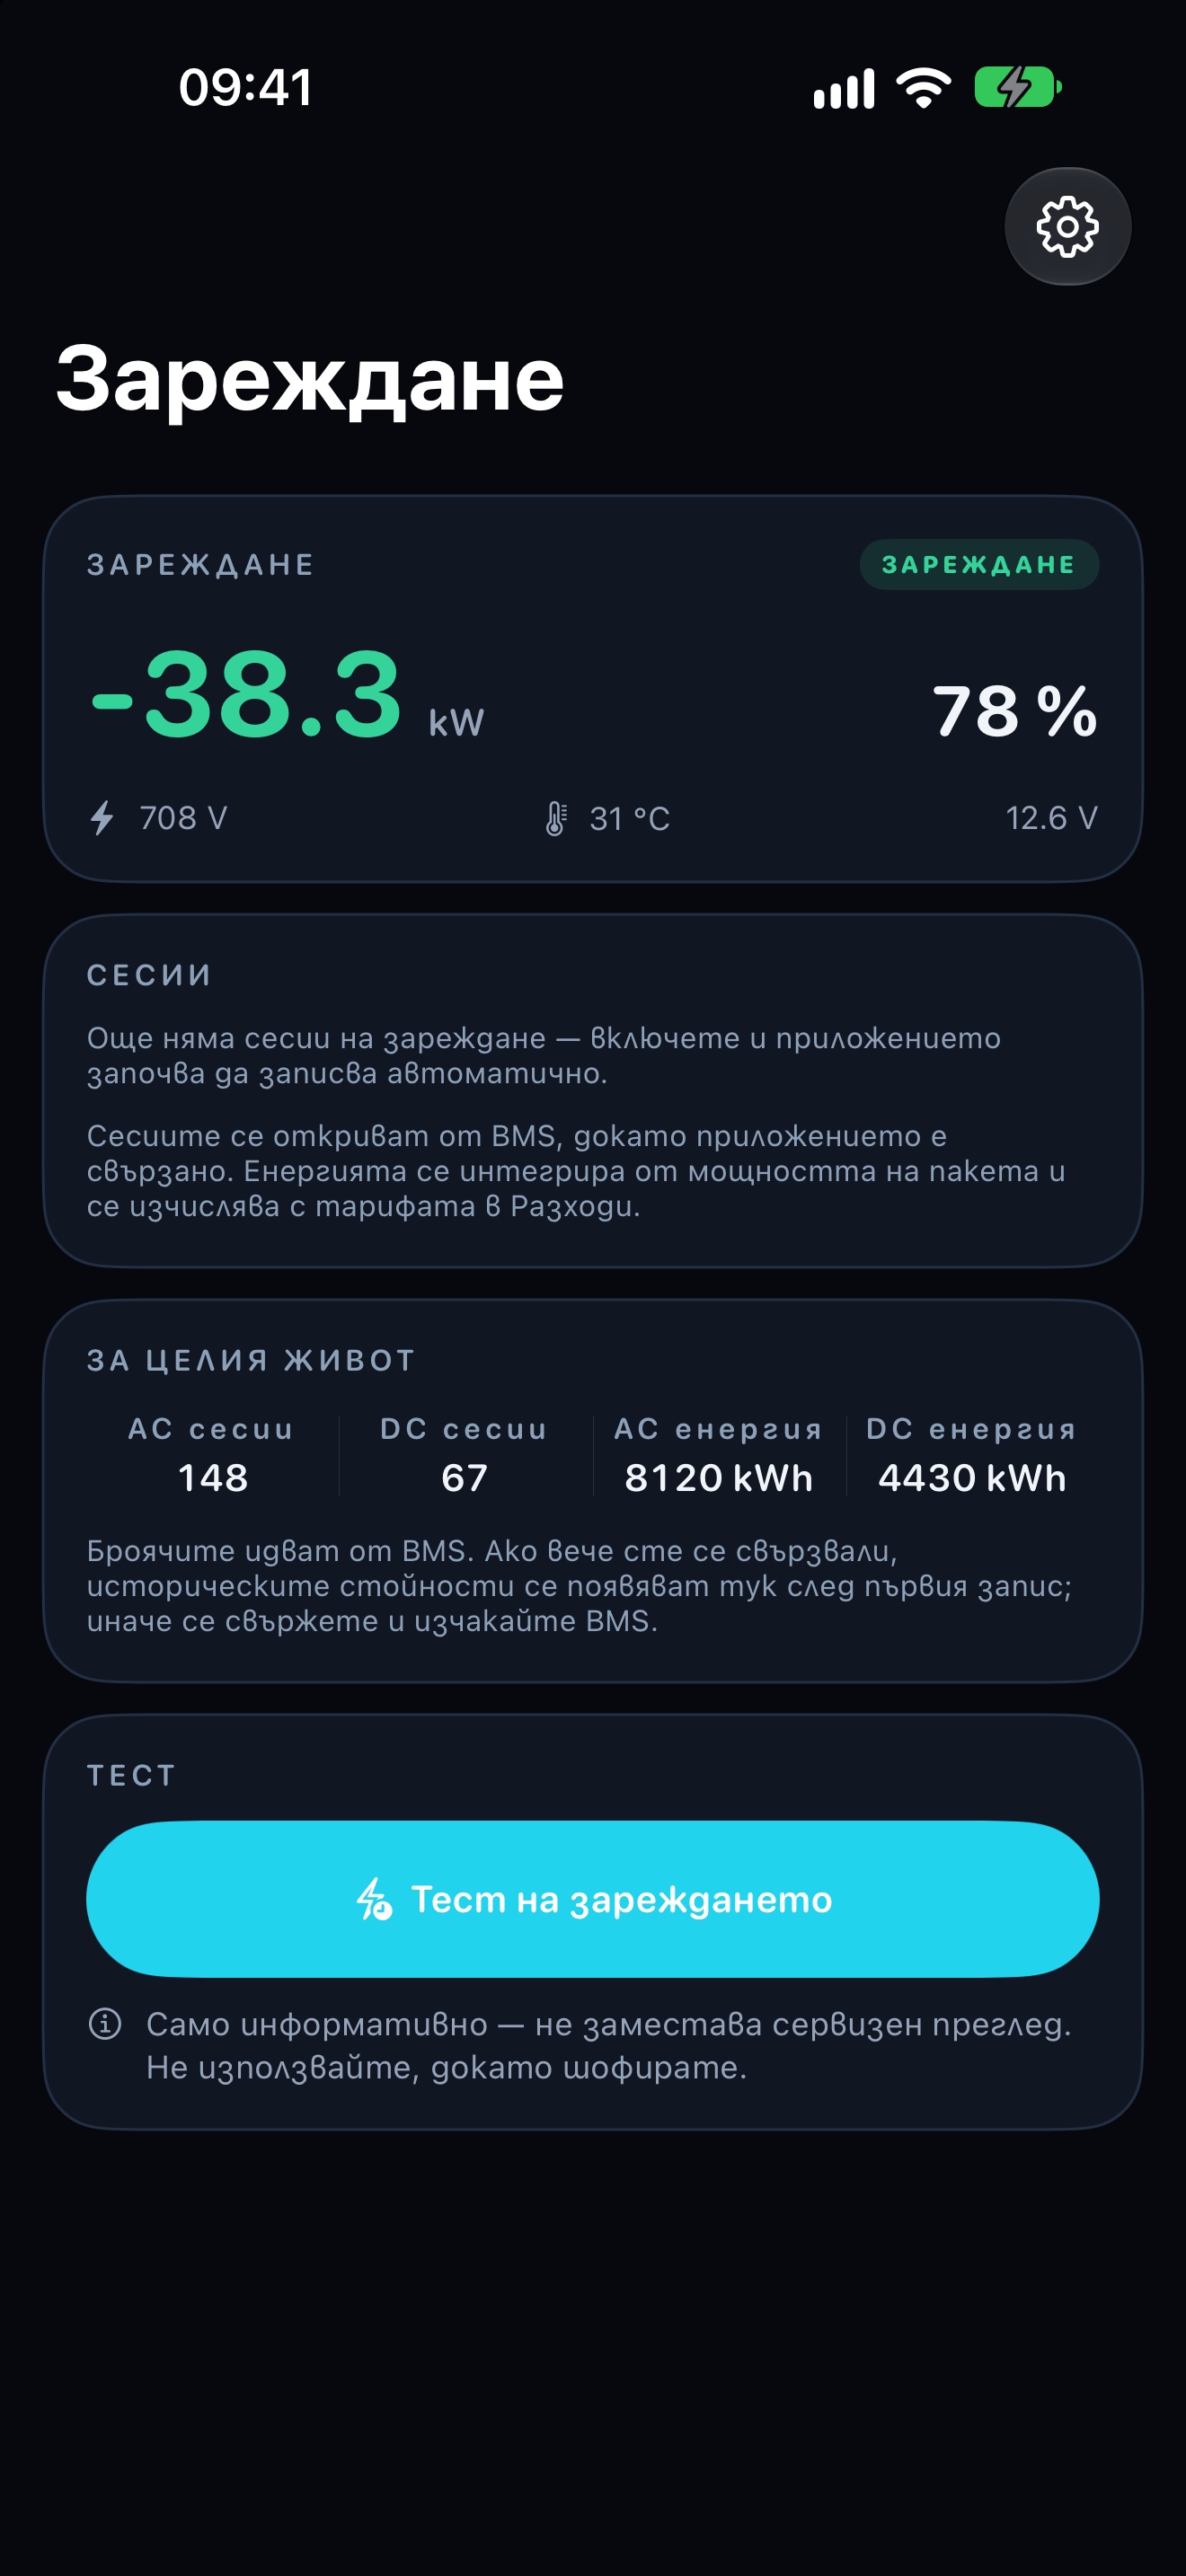 09:41
Зареждане
ЗАРЕЖДАНЕ
ЗАРЕЖДАНЕ
-38.3 kW
78 %
708 V
31 °C
12.6 V
СЕСИИ
Още няма сесии на зареждане — включете и приложението
започва да записва автоматично.
Сесиите се откриват от BMS, докато приложението е
свързано. Енергията се интегрира от мощността на пакета и
се изчислява с тарифата в Разходи.
ЗА ЦЕЛИЯ ЖИВОТ
AC сесии
DC сесии
AC енергия
DC енергия
148
67
8120 kWh
4430 kWh
Броячите идват от BMS. Ако вече сте се свързвали,
историческите стойности се появяват тук след първия запис;
иначе се свържете и изчакайте BMS.
ТЕСТ
Тест на зареждането
Само информативно — не замества сервизен преглед.
Не използвайте, докато шофирате.